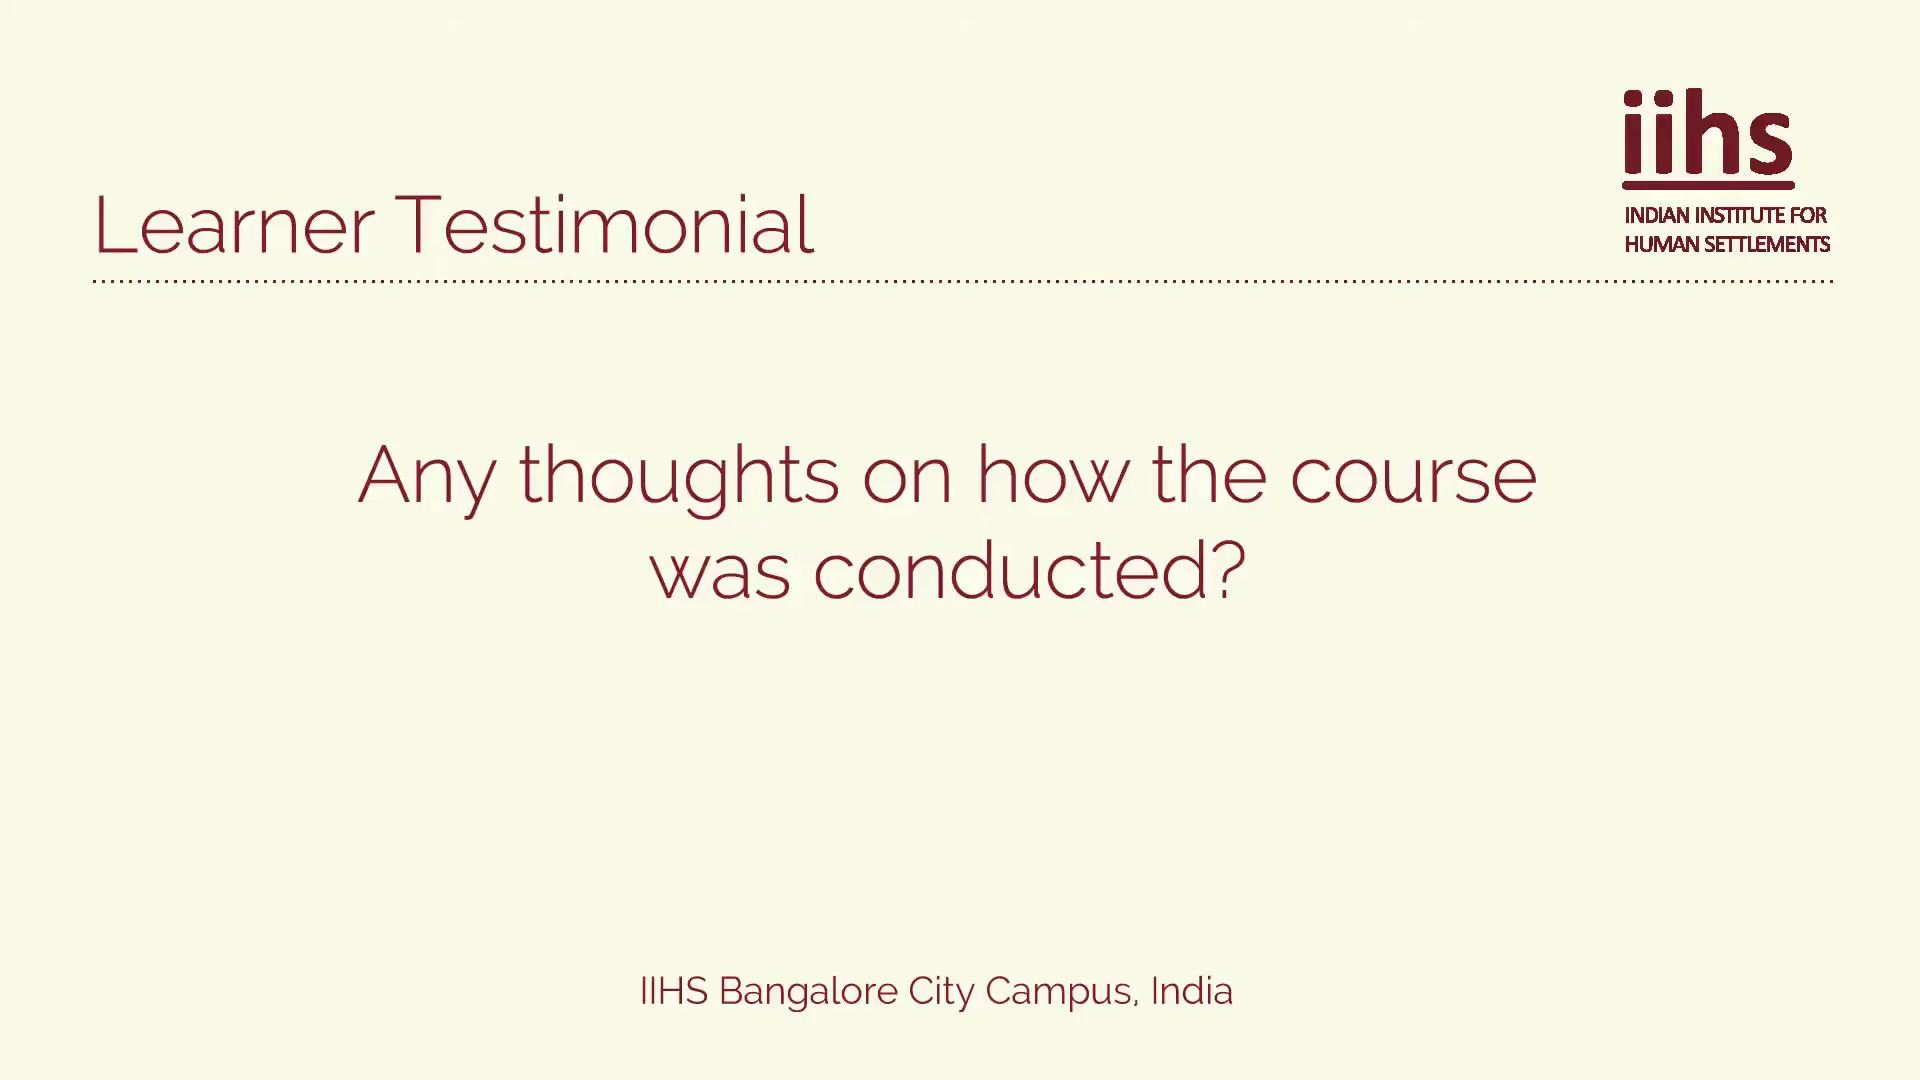 iihs
INDIAN INSTITUTE FOR
HUMAN SETTLEMENTS
Learner Testimonial
Any thoughts on how the course
was conducted?
IIHS Bangalore City Campus, India